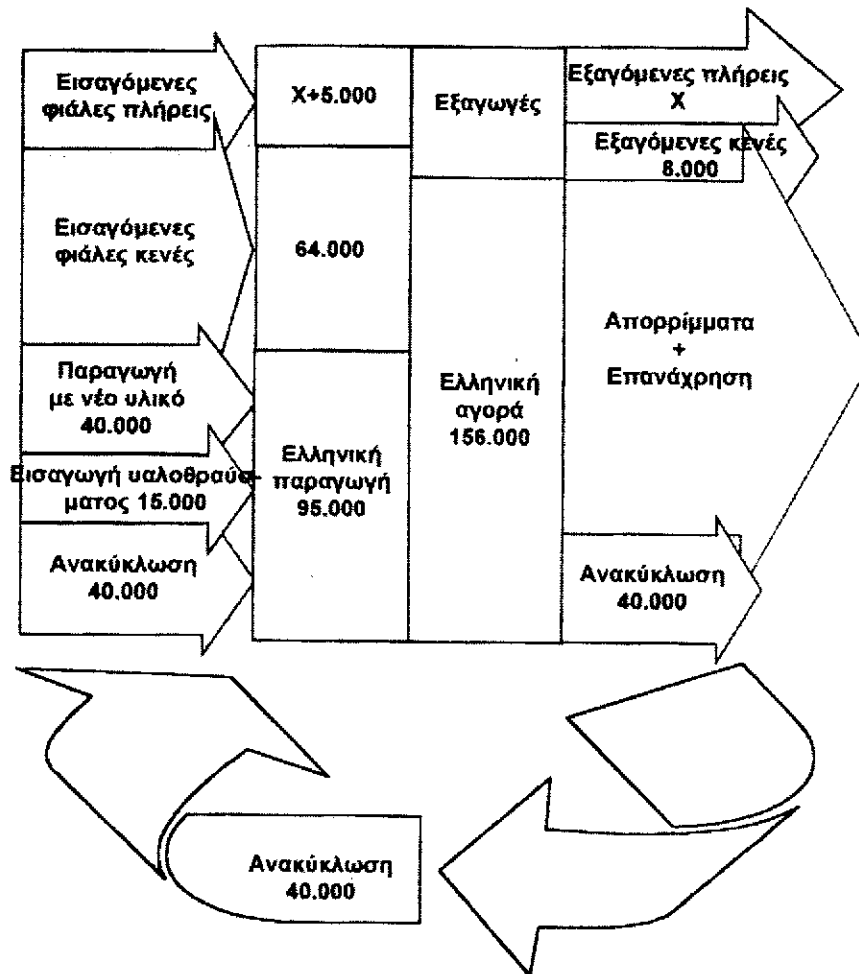 Εισαγόμενες
φιάλες πλήρεις
Χ+5.000
Εξαγωγές
Εξαγόμενες πλήρεις
Χ
Εξαγόμενες κενές
8.000
Εισαγόμενες
φιάλες κενές
64.000
Απορρίμματα
+
Επανάχρηση
Παραγωγή
με νέο υλικό
40.000
Ελληνική
αγορά
156.000
Εισαγωγή υαλοθραύσ
ματος 15.000
Ελληνική
παραγωγή
95.000
Ανακύκλωση
40.000
Ανακύκλωση
40.000
Ανακύκλωση
40.000